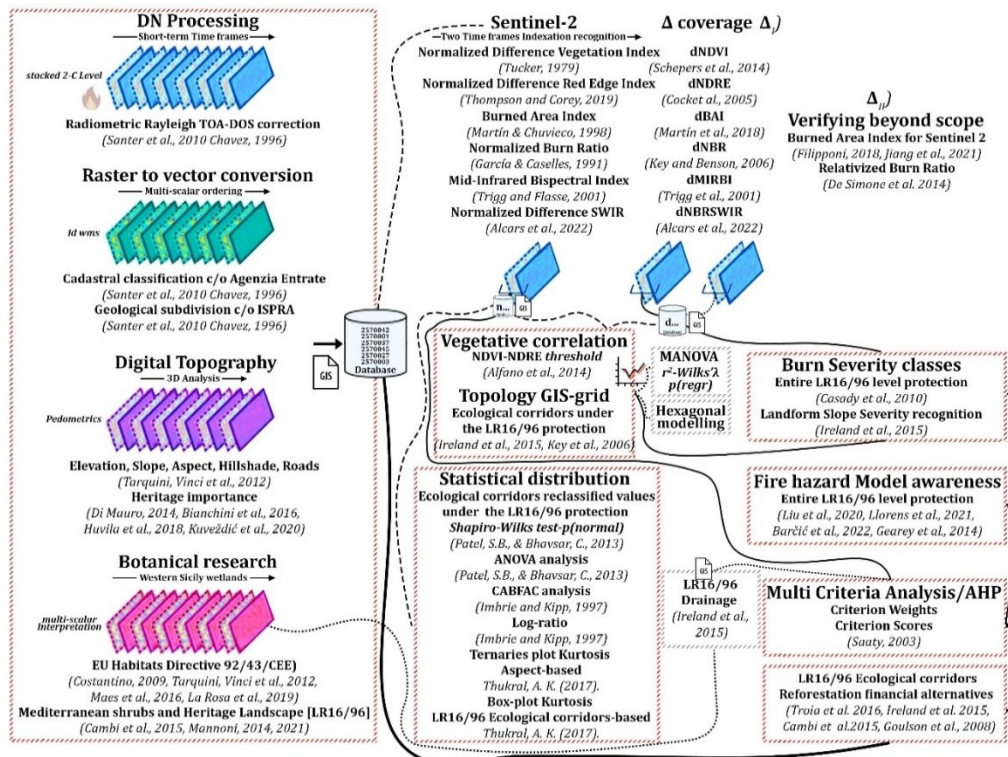 DN Processing
Short-term Time frames
stacked 2-C Level
Radiometric Rayleigh TOA-DOS correction
(Santer et al., 2010 Chavez, 1996)
Raster to vector conversion
Multi-scalar ordering
Id wms
Cadastral classification c/o Agenzia Entrate
(Santer et al., 2010 Chavez, 1996)
Geological subdivision c/o ISPRA
(Santer et al., 2010 Chavez, 1996)
Digital Topography
3D Analysis
Pedometrics
Elevation, Slope, Aspect, Hillshade, Roads
(Tarquini, Vinci et al., 2012)
Heritage importance
(Di Mauro, 2014, Bianchini et al., 2016,
Huvila et al., 2018, Kuveždić et al., 2020)
Botanical research
Western Sicily wetlands
multi-scalar
interpretation
EU Habitats Directive 92/43/CEE)
(Costantino, 2009, Tarquini, Vinci et al., 2012,
Maes et al., 2016, La Rosa et al., 2019)
Mediterranean shrubs and Heritage Landscape [LR16/96]
(Cambi et al., 2015, Mannoni, 2014, 2021)
2570042
2570001
2570037
2570015
2570027
2570003
Database
GIS
Sentinel-2
Two Time frames Indexation recognition
Normalized Difference Vegetation Index
(Tucker, 1979)
Normalized Difference Red Edge Index
(Thompson and Corey, 2019)
Burned Area Index
(Martín & Chuvieco, 1998)
Normalized Burn Ratio
(García & Caselles, 1991)
Mid-Infrared Bispectral Index
(Trigg and Flasse, 2001)
Normalized Difference SWIR
(Alcars et al., 2022)
n...
GIS
Δ coverage Δ,)
dNDVI
(Schepers et al., 2014)
dNDRE
(Cocket al., 2005)
dBAI
(Martín et al., 2018)
dNBR
(Key and Benson, 2006)
dMIRBI
(Trigg et al., 2001)
dNBRSWIR
(Alcars et al., 2022)
d...
Database
GIS
Δ,,)
Verifying beyond scope
Burned Area Index for Sentinel 2
(Filipponi, 2018, Jiang et al., 2021)
Relativized Burn Ratio
(De Simone et al. 2014)
Vegetative correlation
NDVI-NDRE threshold
(Alfano et al., 2014)
Topology GIS-grid
Ecological corridors under
the LR16/96 protection
(Ireland et al., 2015, Key et al., 2006)
MANOVA
r²-Wilks'λ
p(regr)
Hexagonal
modelling
Burn Severity classes
Entire LR16/96 level protection
(Casady et al., 2010)
Landform Slope Severity recognition
(Ireland et al., 2015)
Statistical distribution
Ecological corridors reclassified values
under the LR16/96 protection
Shapiro-Wilks test-p(normal)
(Patel, S.B., & Bhavsar, C., 2013)
ANOVA analysis
(Patel, S.B., & Bhavsar, C., 2013)
CABFAC analysis
(Imbrie and Kipp, 1997)
Log-ratio
(Imbrie and Kipp, 1997)
Ternaries plot Kurtosis
Aspect-based
Thukral, A. K. (2017).
Box-plot Kurtosis
LR16/96 Ecological corridors-based
Thukral, A. K. (2017).
Fire hazard Model awareness
Entire LR16/96 level protection
(Liu et al., 2020, Llorens et al., 2021,
Barčić et al., 2022, Gearey et al., 2014)
GIS
LR16/96
Drainage
(Ireland et al.,
2015)
Multi Criteria Analysis/AHP
Criterion Weights
Criterion Scores
(Saaty, 2003)
LR16/96 Ecological corridors
Reforestation financial alternatives
(Troia et al. 2016, Ireland et al. 2015,
Cambi et al.2015, Goulson et al., 2008)